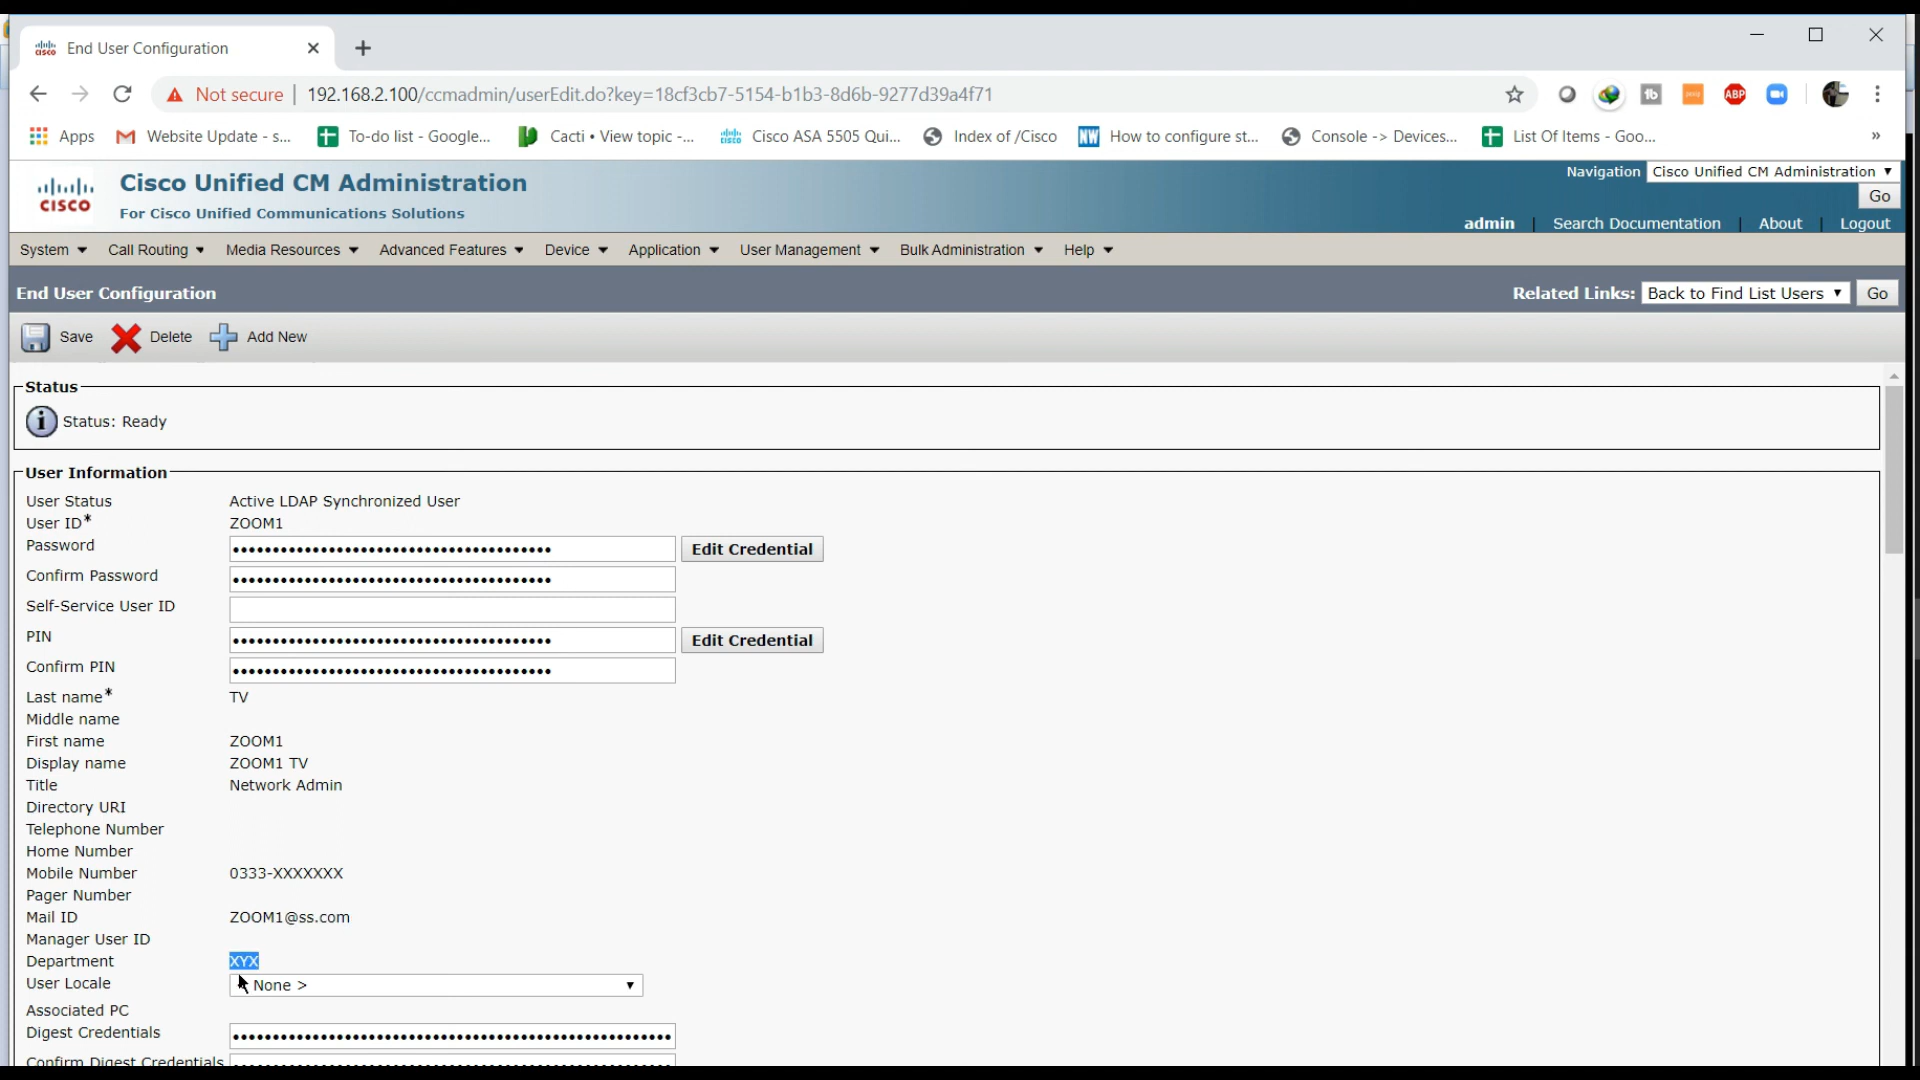 End User Configuration
Not secure | 192.168.2.100/ccmadmin/userEdit.do?key=18cf3cb7-5154-b1b3-8d6b-9277d39a4f71
ABP
Apps Website Update - s... To-do list - Google... Cacti • View topic -... Cisco ASA 5505 Qui... Index of /Cisco NW How to configure st... Console -> Devices... List Of Items - Goo... »
CISCO
Cisco Unified CM Administration
For Cisco Unified Communications Solutions
Navigation Cisco Unified CM Administration
Go
admin | Search Documentation | About | Logout
System Call Routing Media Resources Advanced Features Device Application User Management Bulk Administration Help
End User Configuration
Related Links: Back to Find List Users Go
Save Delete Add New
Status
Status: Ready
User Information
User Status Active LDAP Synchronized User
User ID* ZOOM1
Password •••••••••••••••••••••••••••••••••••••••• Edit Credential
Confirm Password ••••••••••••••••••••••••••••••••••••••••
Self-Service User ID
PIN •••••••••••••••••••••••••••••••••••••••• Edit Credential
Confirm PIN ••••••••••••••••••••••••••••••••••••••••
Last name* TV
Middle name
First name ZOOM1
Display name ZOOM1 TV
Title Network Admin
Directory URI
Telephone Number
Home Number
Mobile Number 0333-XXXXXXX
Pager Number
Mail ID ZOOM1@ss.com
Manager User ID
Department XYX
User Locale None >
Associated PC
Digest Credentials •••••••••••••••••••••••••••••••••••••••••••••••••••••••
Confirm Digest Credentials